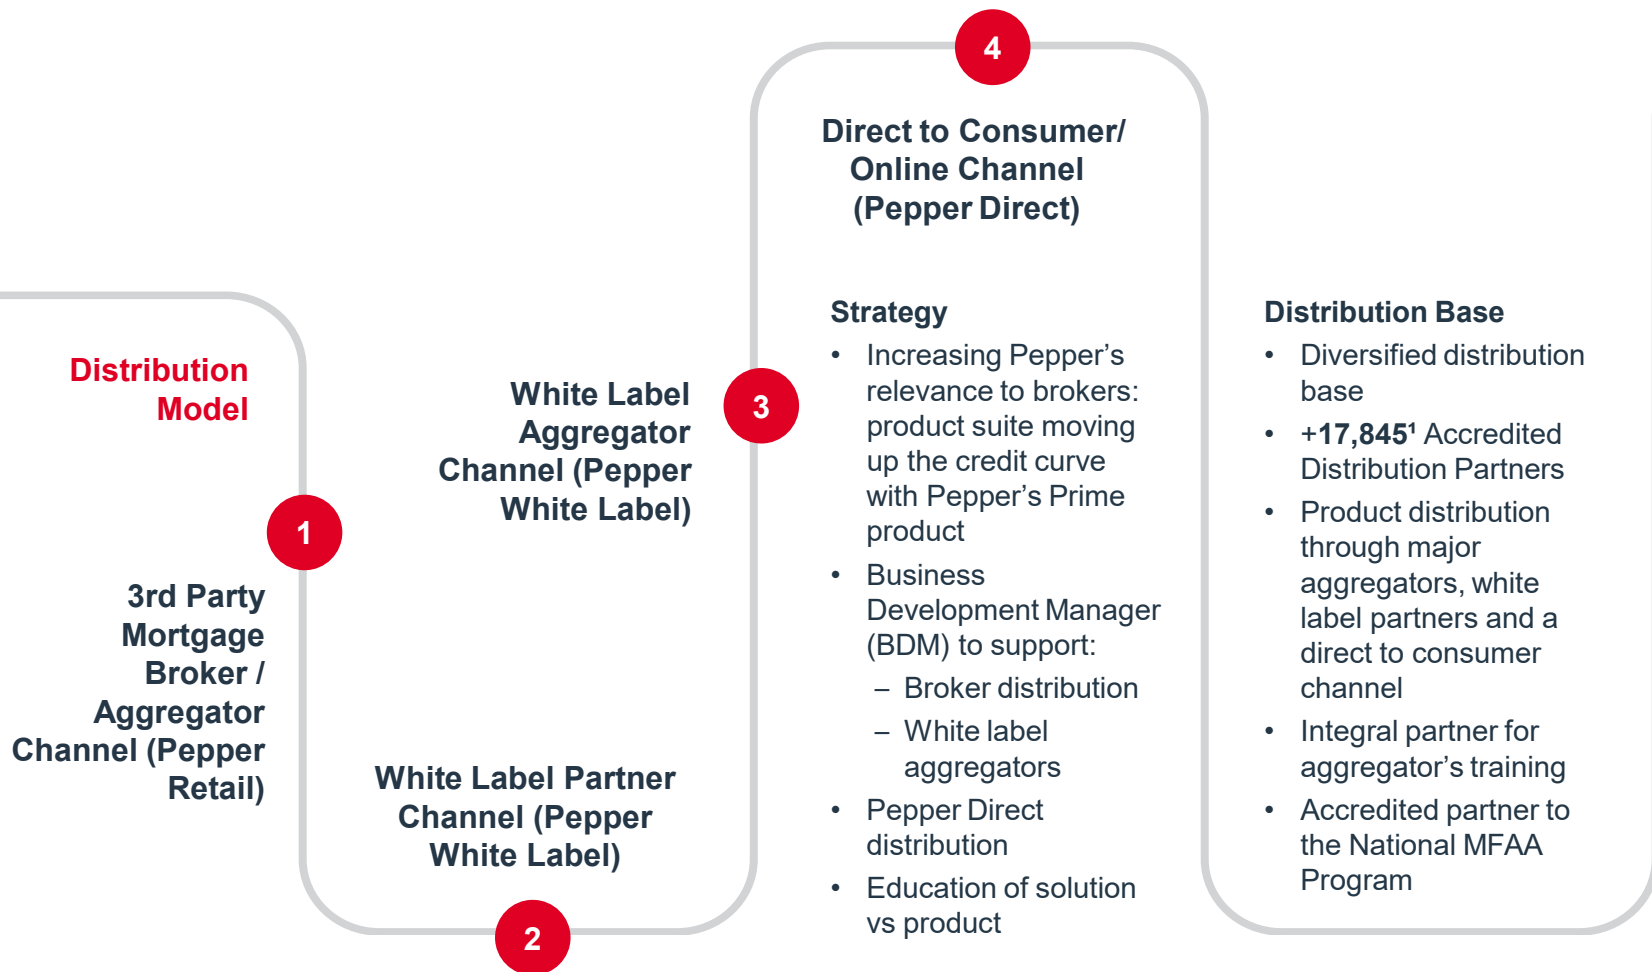 Distribution
Model
1
3rd Party
Mortgage
Broker /
Aggregator
Channel (Pepper
Retail)
White Label Partner
Channel (Pepper
White Label)
2
White Label
Aggregator
Channel (Pepper
White Label)
3
4
Direct to Consumer/
Online Channel
(Pepper Direct)
Strategy
• Increasing Pepper’s
relevance to brokers:
product suite moving
up the credit curve
with Pepper’s Prime
product
• Business
Development Manager
(BDM) to support:
– Broker distribution
– White label
aggregators
• Pepper Direct
distribution
• Education of solution
vs product
Distribution Base
• Diversified distribution
base
• +17,845¹ Accredited
Distribution Partners
• Product distribution
through major
aggregators, white
label partners and a
direct to consumer
channel
• Integral partner for
aggregator’s training
• Accredited partner to
the National MFAA
Program